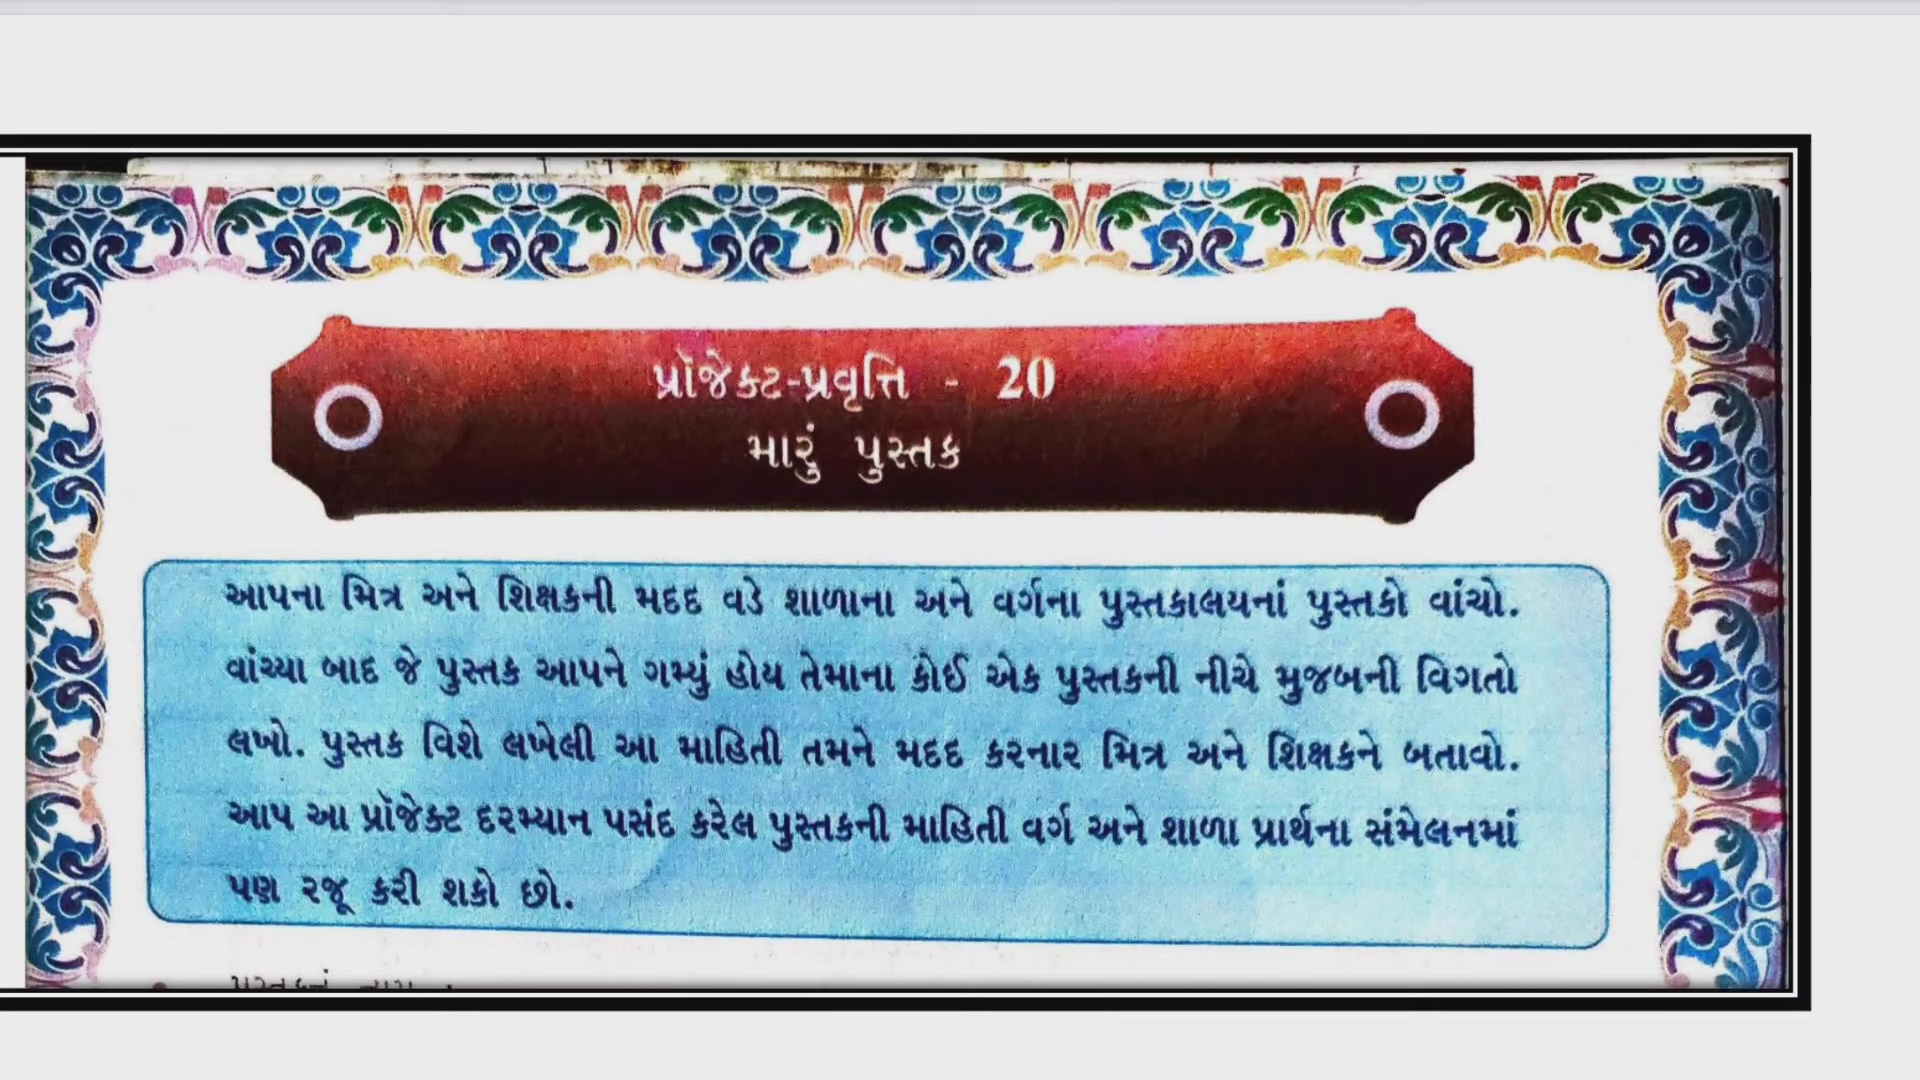 પ્રૉજેક્ટ-પ્રવૃત્તિ - 20
મારું પુસ્તક
આપના મિત્ર અને શિક્ષકની મદદ વડે શાળાના અને વર્ગના પુસ્તકાલયનાં પુસ્તકો વાંચો.
વાંચ્યા બાદ જે પુસ્તક આપને ગમ્યું હોય તેમાના કોઈ એક પુસ્તકની નીચે મુજબની વિગતો
લખો. પુસ્તક વિશે લખેલી આ માહિતી તમને મદદ કરનાર મિત્ર અને શિક્ષકને બતાવો.
આપ આ પ્રૉજેક્ટ દરમ્યાન પસંદ કરેલ પુસ્તકની માહિતી વર્ગ અને શાળા પ્રાર્થના સંમેલનમાં
પણ રજૂ કરી શકો છો.